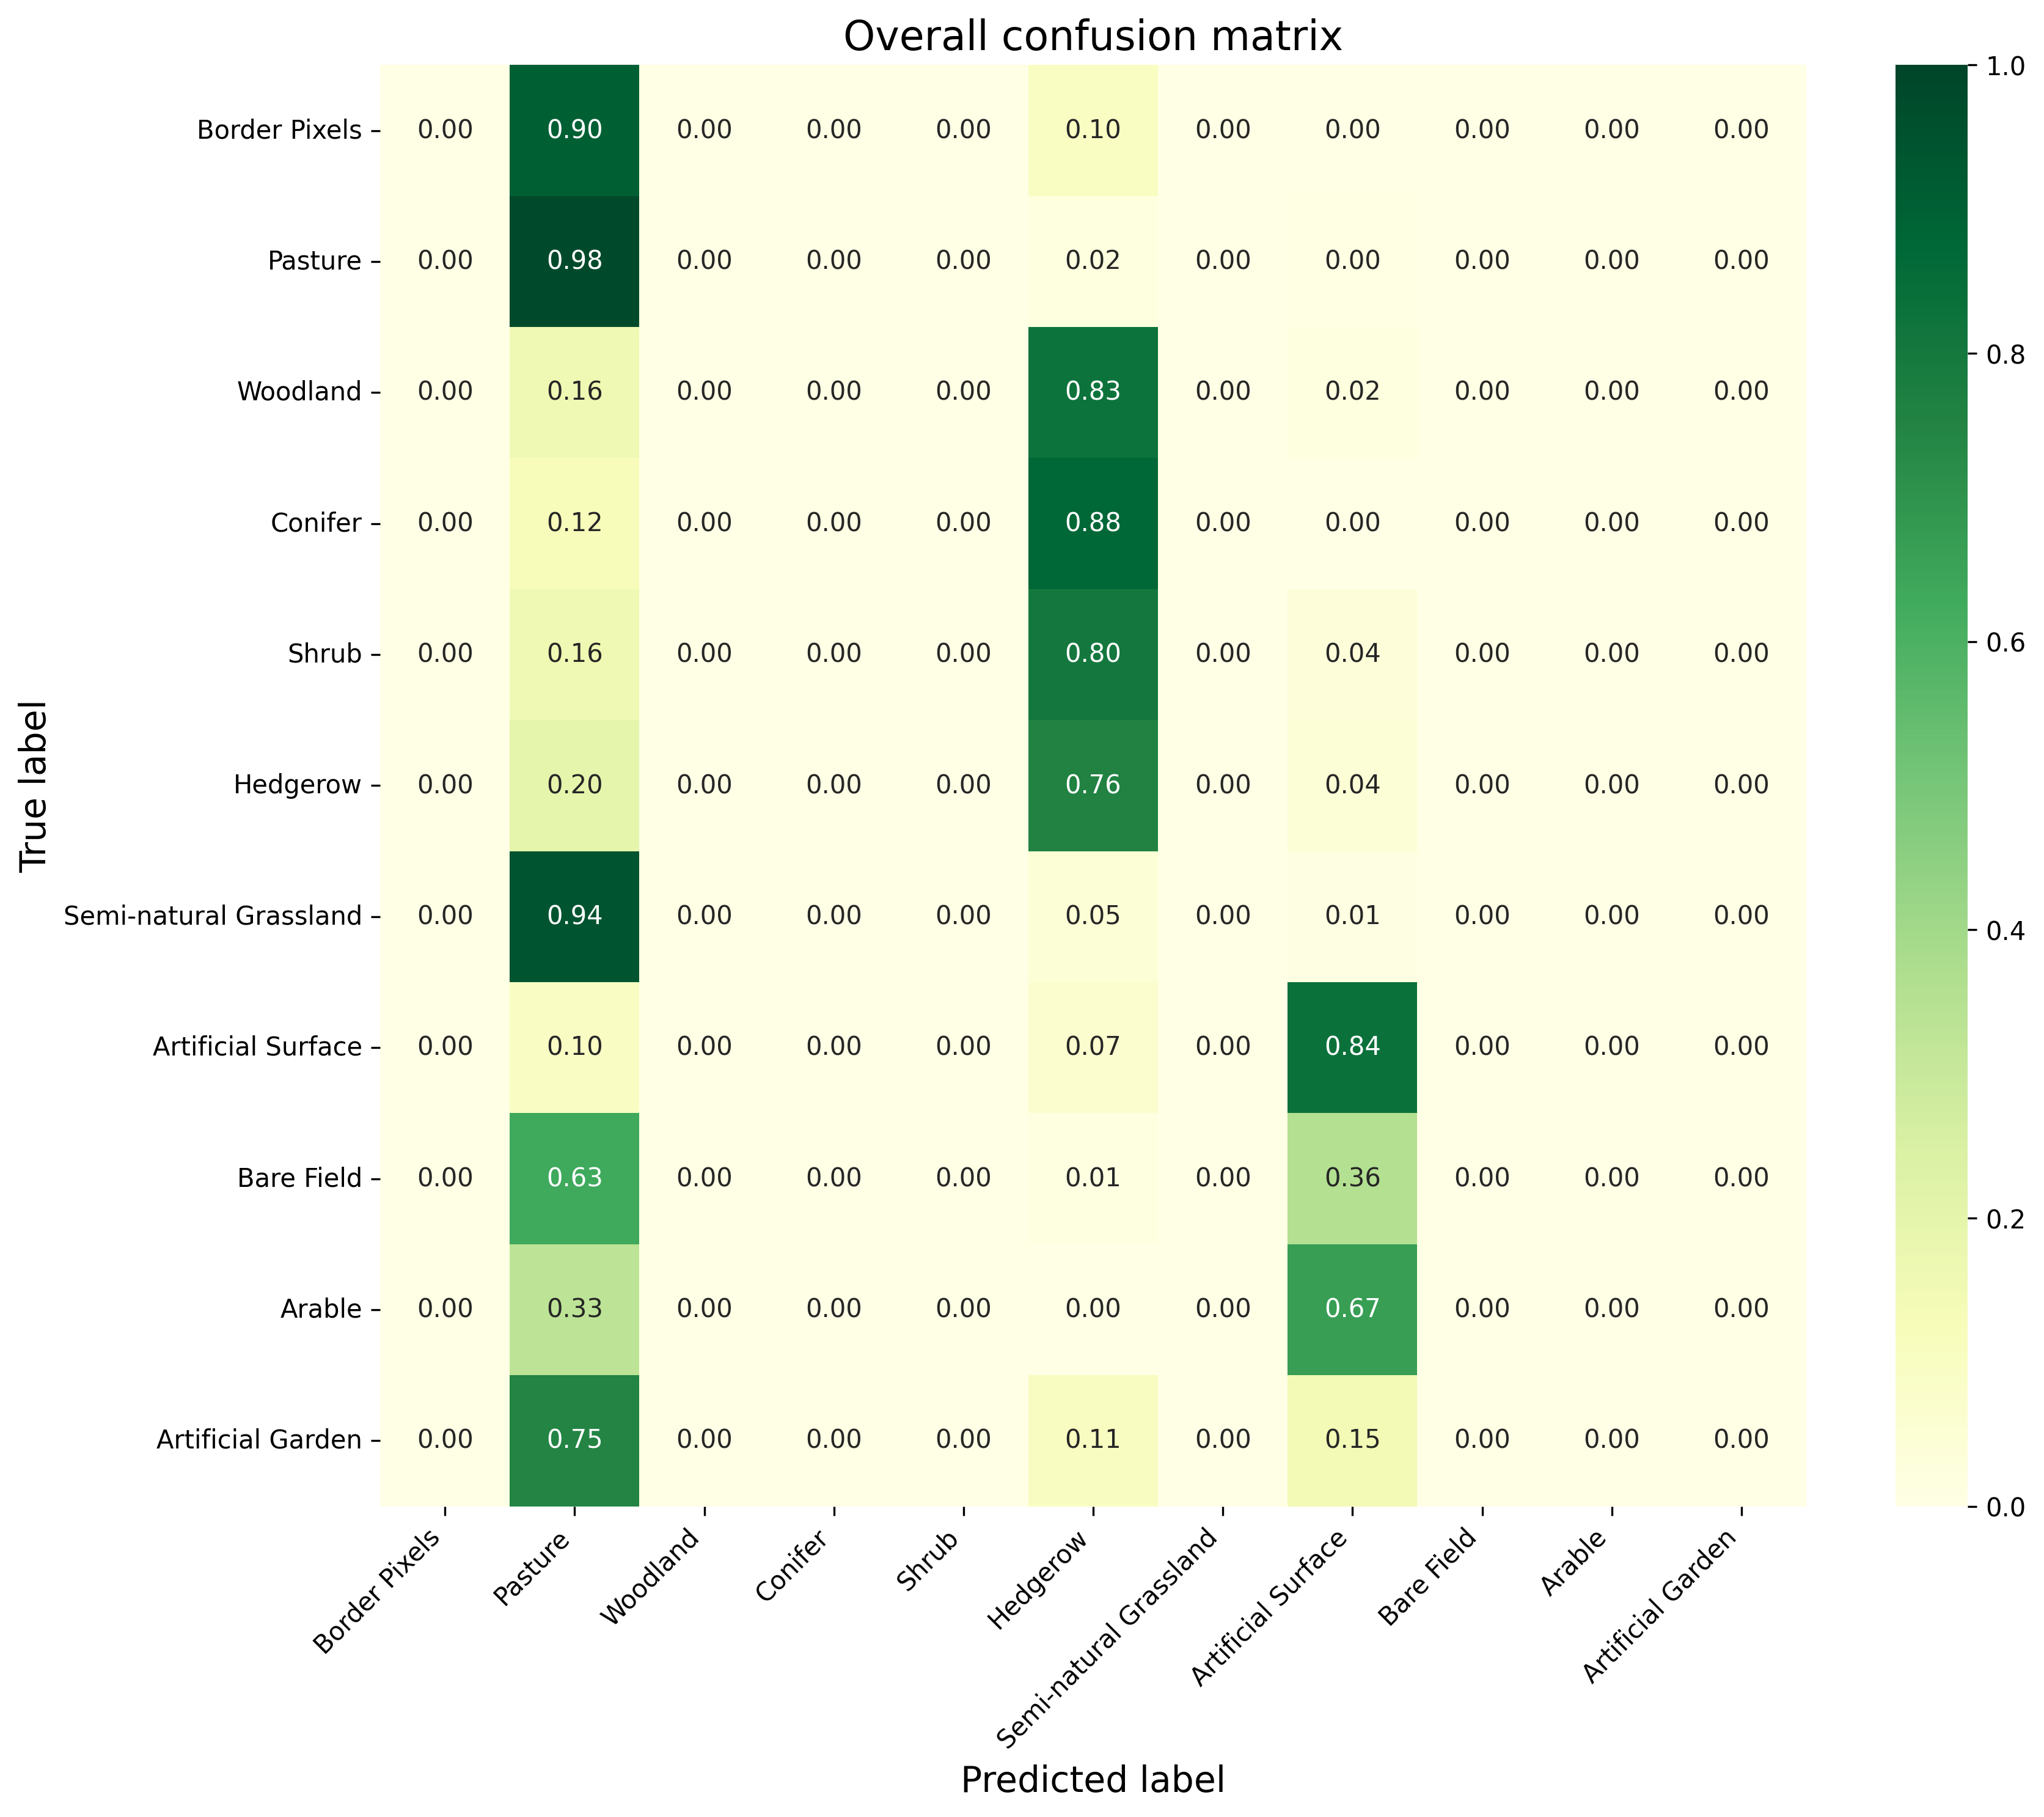 Overall confusion matrix
True label
Border Pixels 0.00 0.90 0.00 0.00 0.00 0.10 0.00 0.00 0.00 0.00 0.00
Pasture 0.00 0.98 0.00 0.00 0.00 0.02 0.00 0.00 0.00 0.00 0.00
Woodland 0.00 0.16 0.00 0.00 0.00 0.83 0.00 0.02 0.00 0.00 0.00
Conifer 0.00 0.12 0.00 0.00 0.00 0.88 0.00 0.00 0.00 0.00 0.00
Shrub 0.00 0.16 0.00 0.00 0.00 0.80 0.00 0.04 0.00 0.00 0.00
Hedgerow 0.00 0.20 0.00 0.00 0.00 0.76 0.00 0.04 0.00 0.00 0.00
Semi-natural Grassland 0.00 0.94 0.00 0.00 0.00 0.05 0.00 0.01 0.00 0.00 0.00
Artificial Surface 0.00 0.10 0.00 0.00 0.00 0.07 0.00 0.84 0.00 0.00 0.00
Bare Field 0.00 0.63 0.00 0.00 0.00 0.01 0.00 0.36 0.00 0.00 0.00
Arable 0.00 0.33 0.00 0.00 0.00 0.00 0.00 0.67 0.00 0.00 0.00
Artificial Garden 0.00 0.75 0.00 0.00 0.00 0.11 0.00 0.15 0.00 0.00 0.00
Border Pixels
Pasture
Woodland
Conifer
Shrub
Hedgerow
Semi-natural Grassland
Artificial Surface
Bare Field
Arable
Artificial Garden
Predicted label
1.0
0.8
0.6
0.4
0.2
0.0